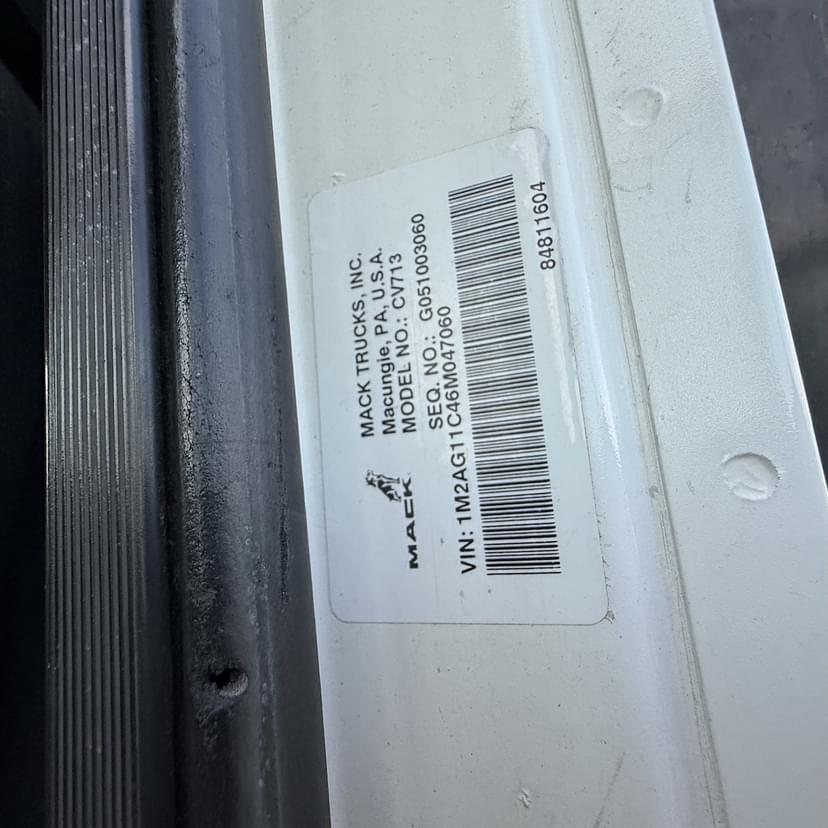 MACK
MACK TRUCKS, INC.
Macungie, PA, U.S.A.
MODEL NO.: CV713
SEQ. NO.: G051003060
VIN: 1M2AG11C46M047060
84811604